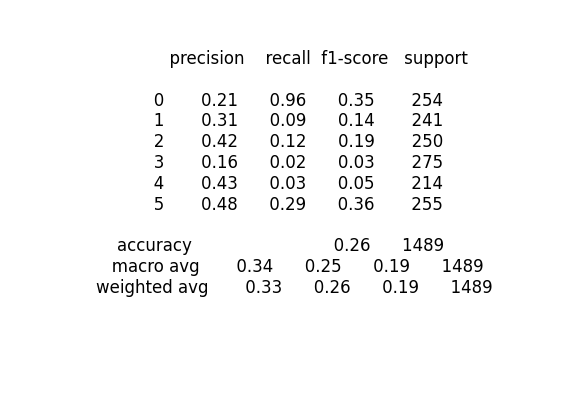 precision recall f1-score support
0 0.21 0.96 0.35 254
1 0.31 0.09 0.14 241
2 0.42 0.12 0.19 250
3 0.16 0.02 0.03 275
4 0.43 0.03 0.05 214
5 0.48 0.29 0.36 255
accuracy 0.26 1489
macro avg 0.34 0.25 0.19 1489
weighted avg 0.33 0.26 0.19 1489